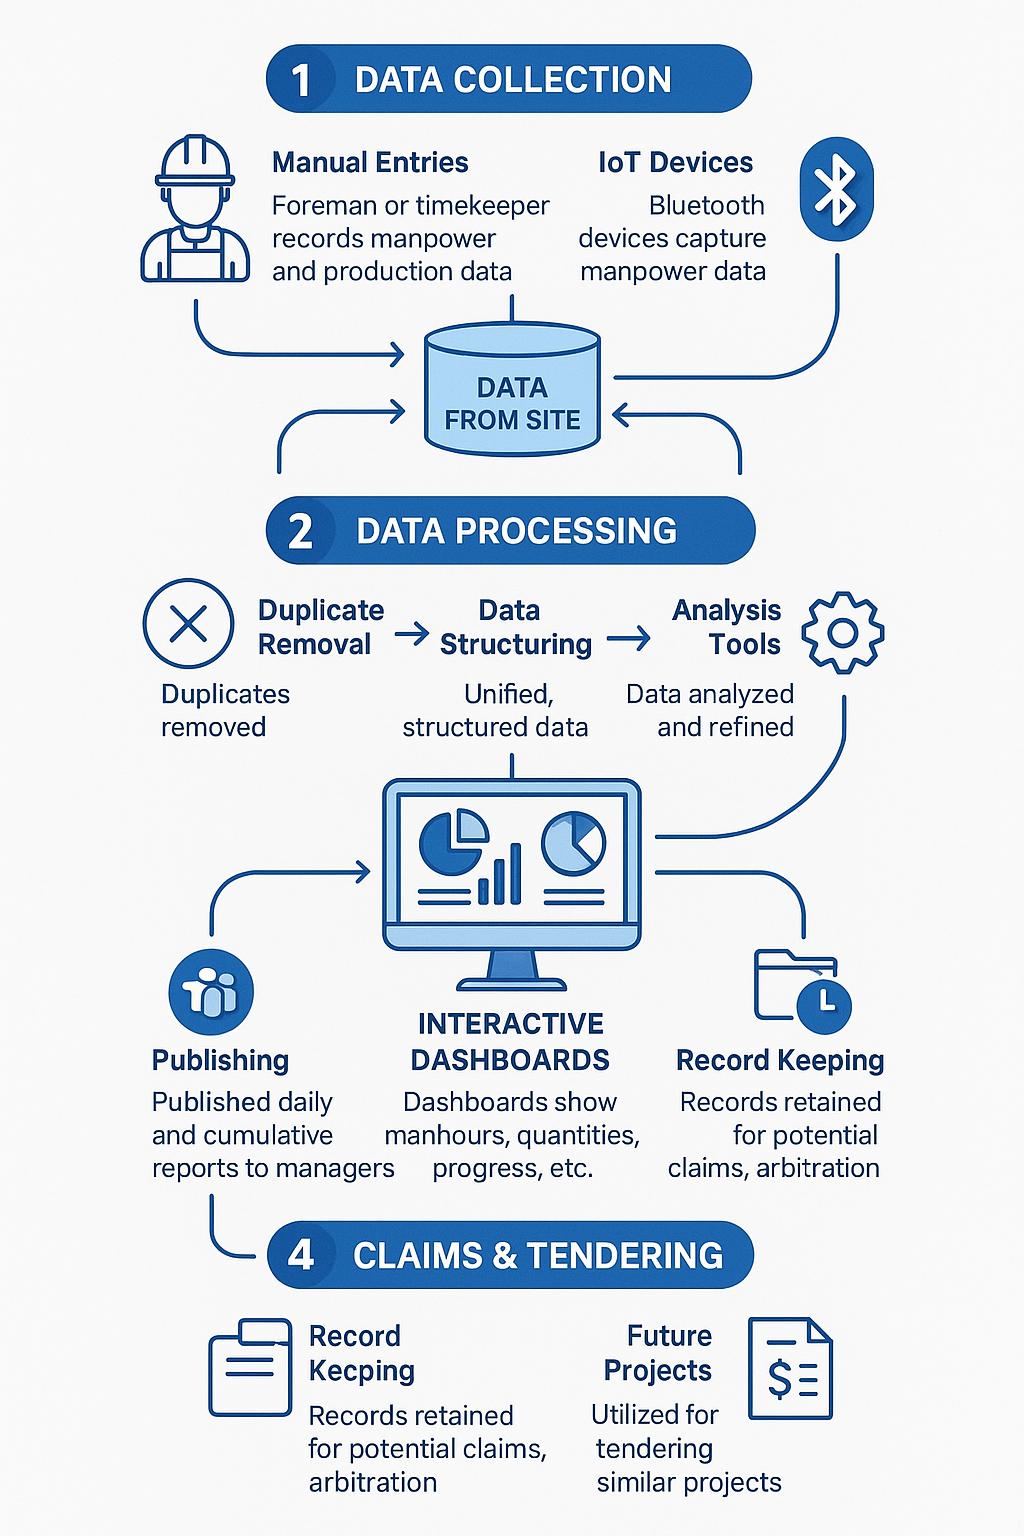 1 DATA COLLECTION
Manual Entries
Foreman or timekeeper
records manpower
and production data
IoT Devices
Bluetooth
devices capture
manpower data
DATA
FROM SITE
2 DATA PROCESSING
Duplicate
Removal
Duplicates
removed
Data
Structuring
Unified,
structured data
Analysis
Tools
Data analyzed
and refined
Publishing
Published daily
and cumulative
reports to managers
INTERACTIVE
DASHBOARDS
Dashboards show
manhours, quantities,
progress, etc.
Record Keeping
Records retained
for potential
claims, arbitration
4 CLAIMS & TENDERING
Record
Kecping
Records retained
for potential claims,
arbitration
Future
Projects
Utilized for
tendering
similar projects
$